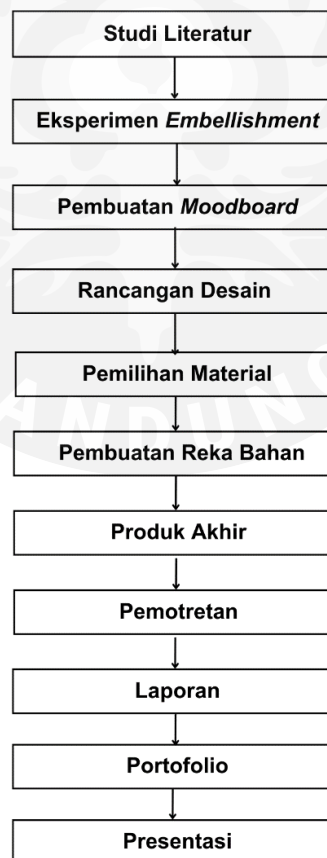 Studi Literatur
Eksperimen Embellishment
Pembuatan Moodboard
Rancangan Desain
Pemilihan Material
ANDUNG
Pembuatan Reka Bahan
Produk Akhir
Pemotretan
Laporan
Portofolio
Presentasi